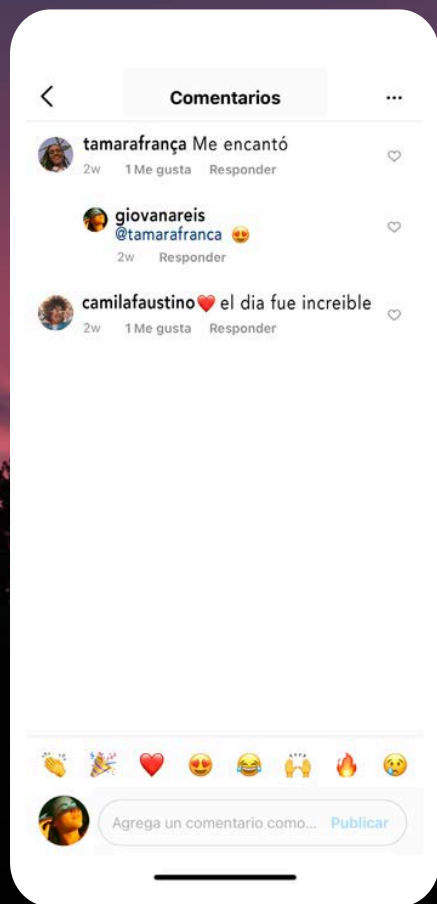 Comentarios
tamarafrança Me encantó
2w 1 Me gusta Responder
giovanareis
@tamarafranca 😍
2w Responder
camilafaustino❤️ el dia fue increible
2w 1 Me gusta Responder
Agrega un comentario como... Publicar